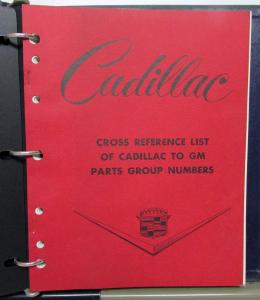 Cadillac
CROSS REFERENCE LIST
OF CADILLAC TO GM
PARTS GROUP NUMBERS